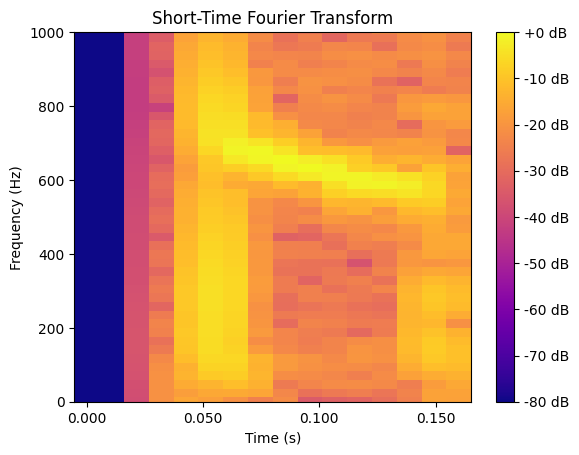 Short-Time Fourier Transform
1000
800
600
400
200
0
Frequency (Hz)
0.000
0.050
0.100
0.150
Time (s)
+0 dB
-10 dB
-20 dB
-30 dB
-40 dB
-50 dB
-60 dB
-70 dB
-80 dB